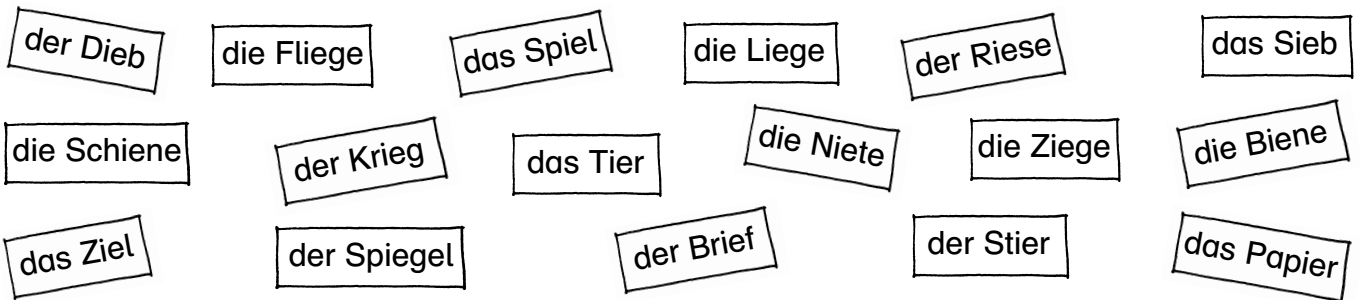 der Dieb
die Fliege
das Spiel
die Liege
der Riese
das Sieb
die Schiene
der Krieg
das Tier
die Niete
die Ziege
die Biene
das Ziel
der Spiegel
der Brief
der Stier
das Papier